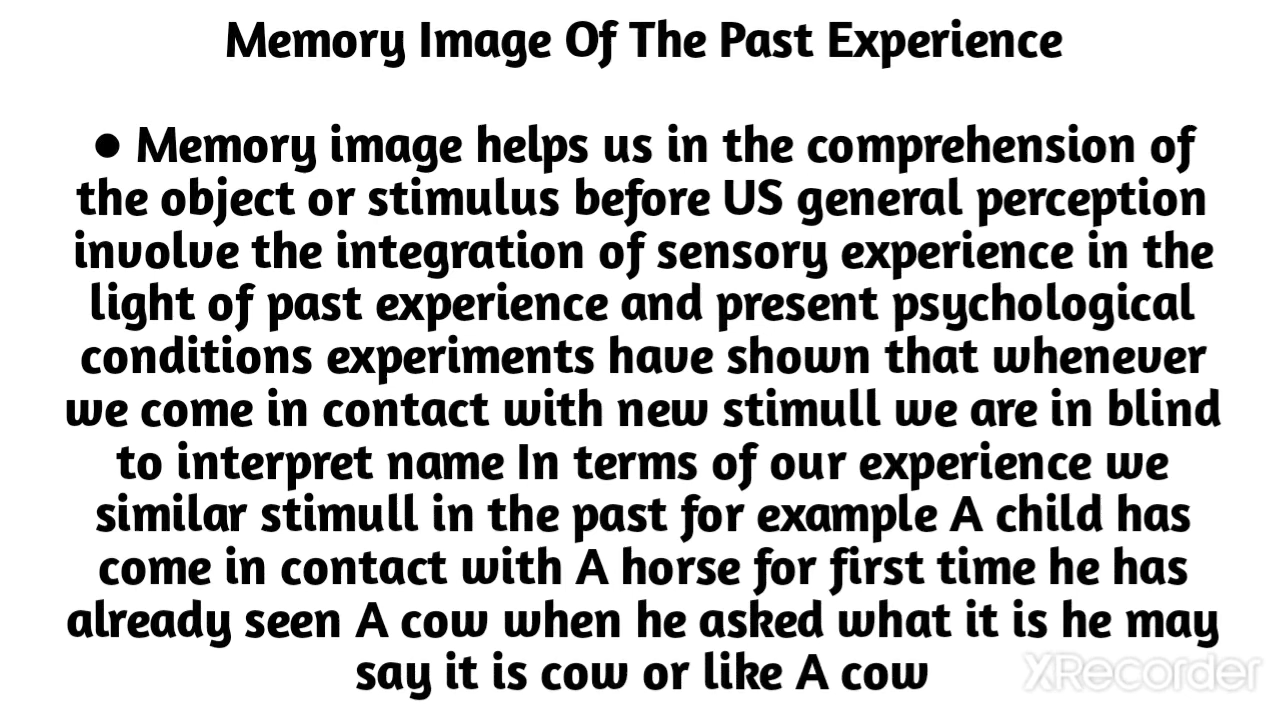 Memory Image Of The Past Experience
● Memory image helps us in the comprehension of
the object or stimulus before US general perception
involve the integration of sensory experience in the
light of past experience and present psychological
conditions experiments have shown that whenever
we come in contact with new stimull we are in blind
to interpret name In terms of our experience we
similar stimull in the past for example A child has
come in contact with A horse for first time he has
already seen A cow when he asked what it is he may
say it is cow or like A cow
XRecorder